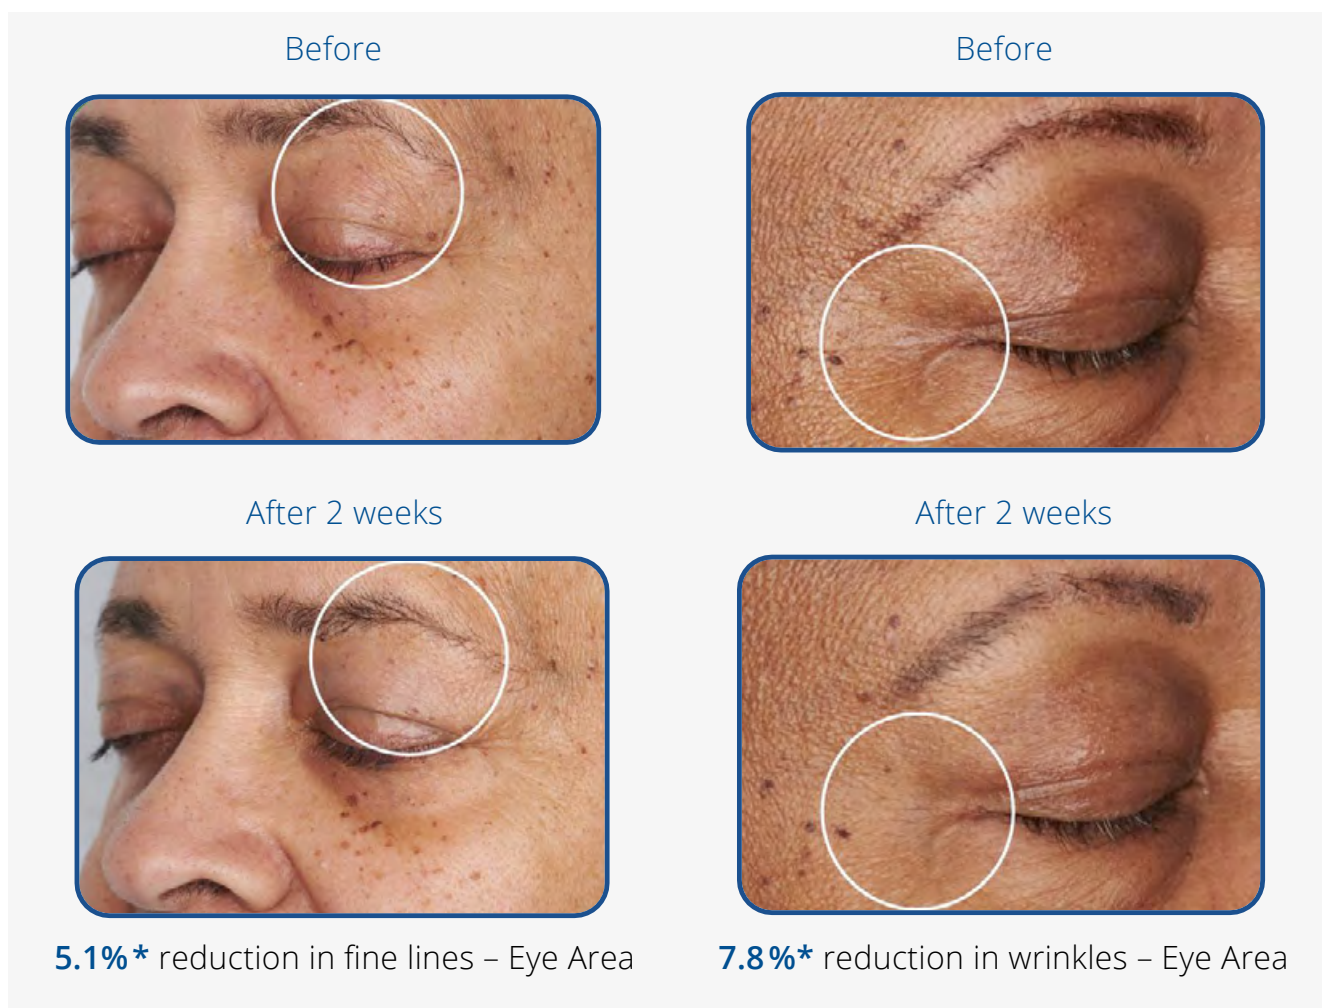 Before
Before
After 2 weeks
After 2 weeks
5.1%* reduction in fine lines – Eye Area
7.8%* reduction in wrinkles – Eye Area